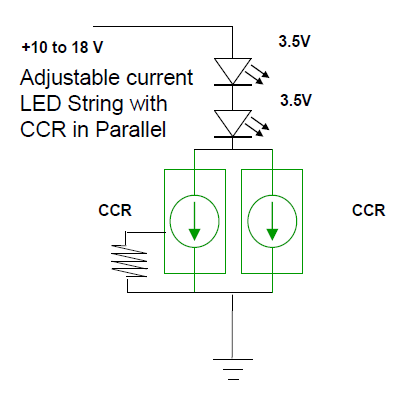 +10 to 18 V
3.5V
Adjustable current
LED String with
CCR in Parallel
3.5V
CCR
CCR